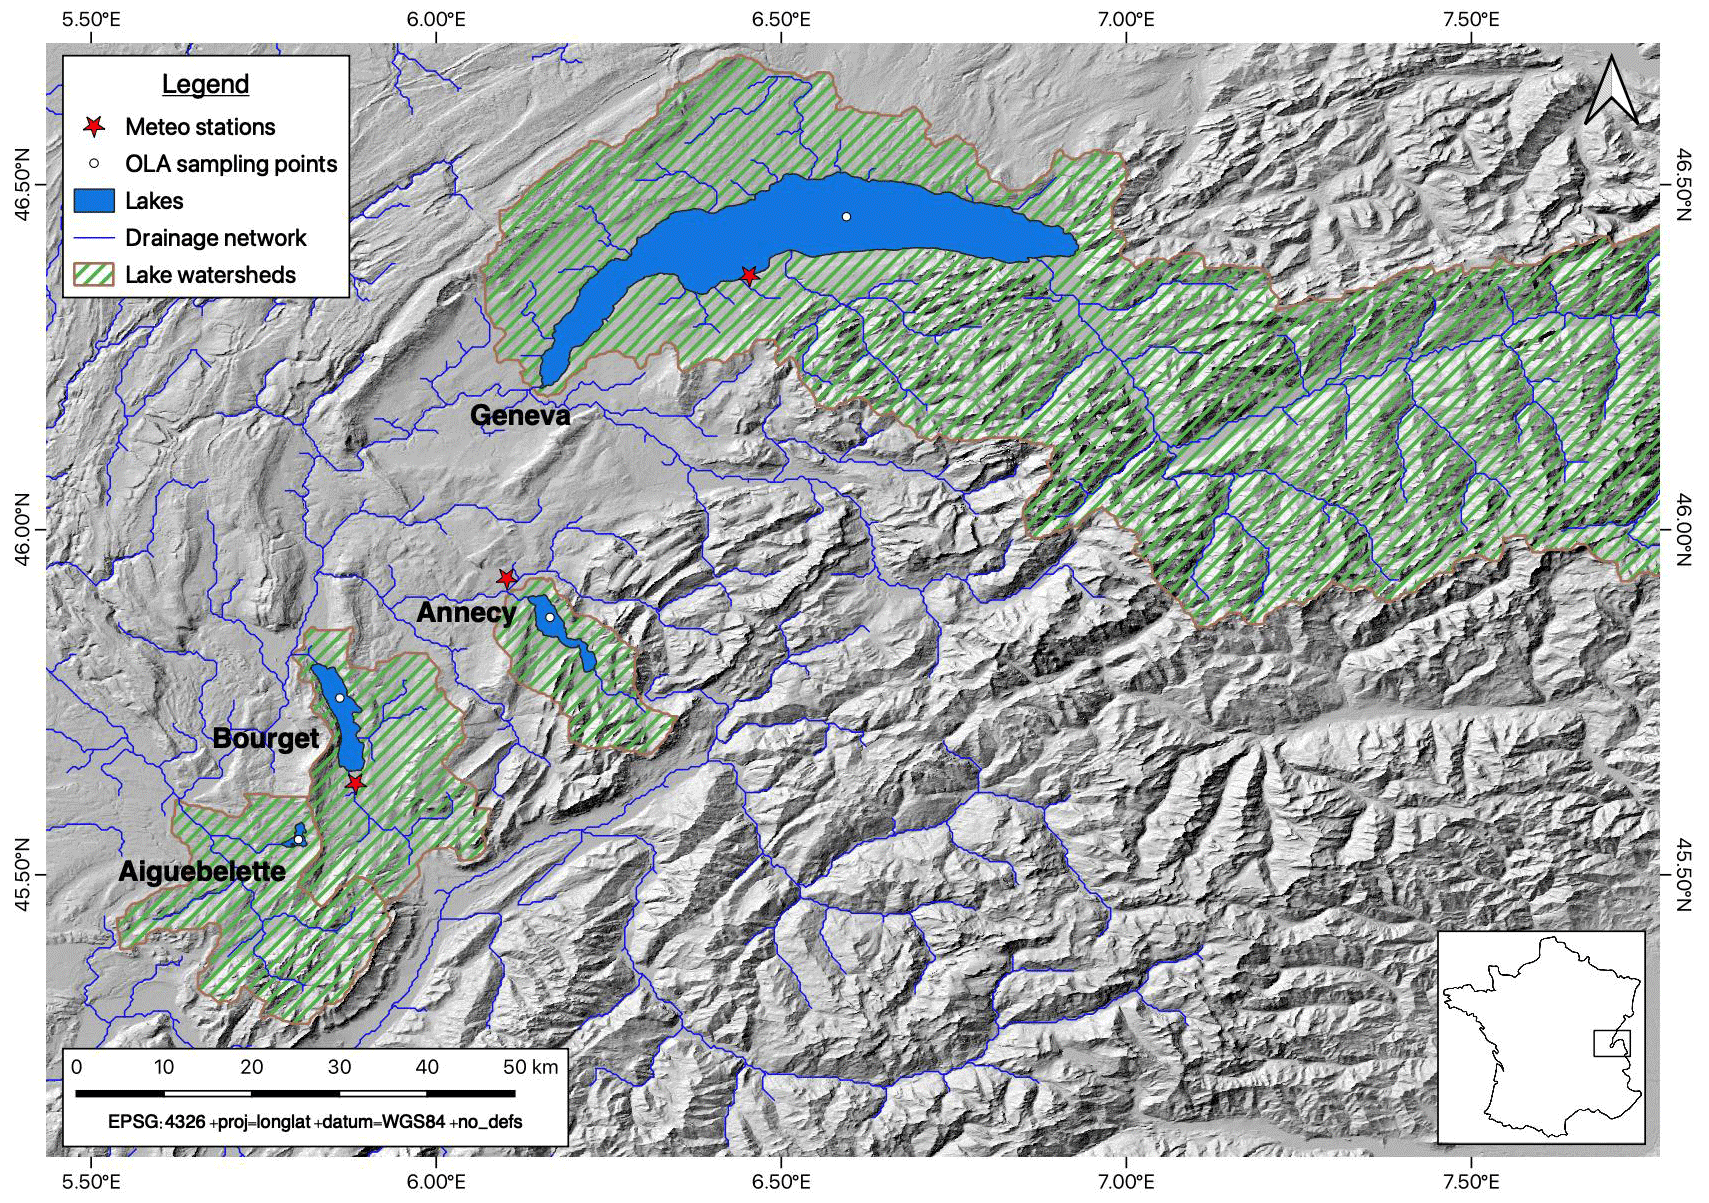 5.50°E 6.00°E 6.50°E 7.00°E 7.50°E
Legend
Meteo stations
OLA sampling points
Lakes
Drainage network
Lake watersheds
46.50°N
46.50°N
Geneva
46.00°N
46.00°N
Annecy
Bourget
Aiguebelette
45.50°N
45.50°N
0 10 20 30 40 50 km
EPSG:4326 +proj=longlat +datum=WGS84 +no_defs
5.50°E 6.00°E 6.50°E 7.00°E 7.50°E